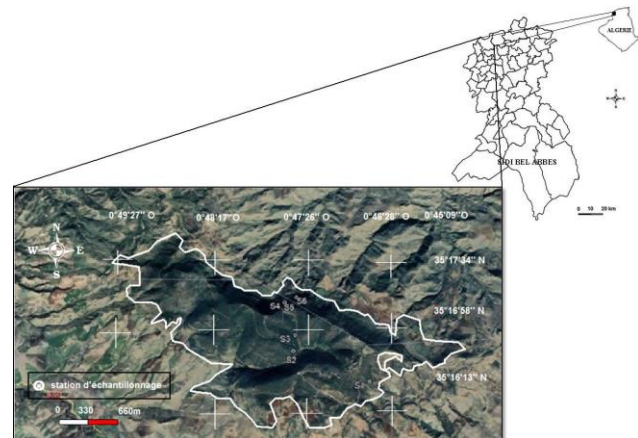 ALGERIE
N
W E
S
SIDI BEL ABBES
0 10 20 km
0°49'27" O 0°48'17"O 0°47'26" O 0°46'28" O 0°45'09" O
N
W E
S
35°17'34" N
S6
S4 S5
35°16'58" N
S3
S2
35°16'13" N
S1
station d'échantillonnage
0 330 660m